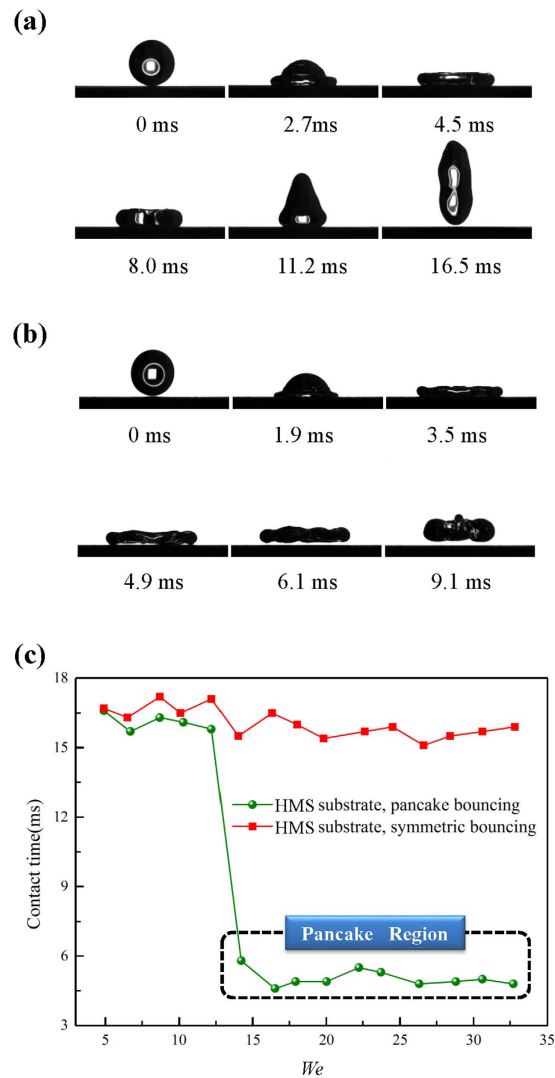 (a)
0 ms
2.7ms
4.5 ms
8.0 ms
11.2 ms
16.5 ms
(b)
0 ms
1.9 ms
3.5 ms
4.9 ms
6.1 ms
9.1 ms
(c)
18
15
12
9
6
3
Contact time(ms)
HMS substrate, pancake bouncing
HMS substrate, symmetric bouncing
Pancake Region
5
10
15
20
25
30
35
We